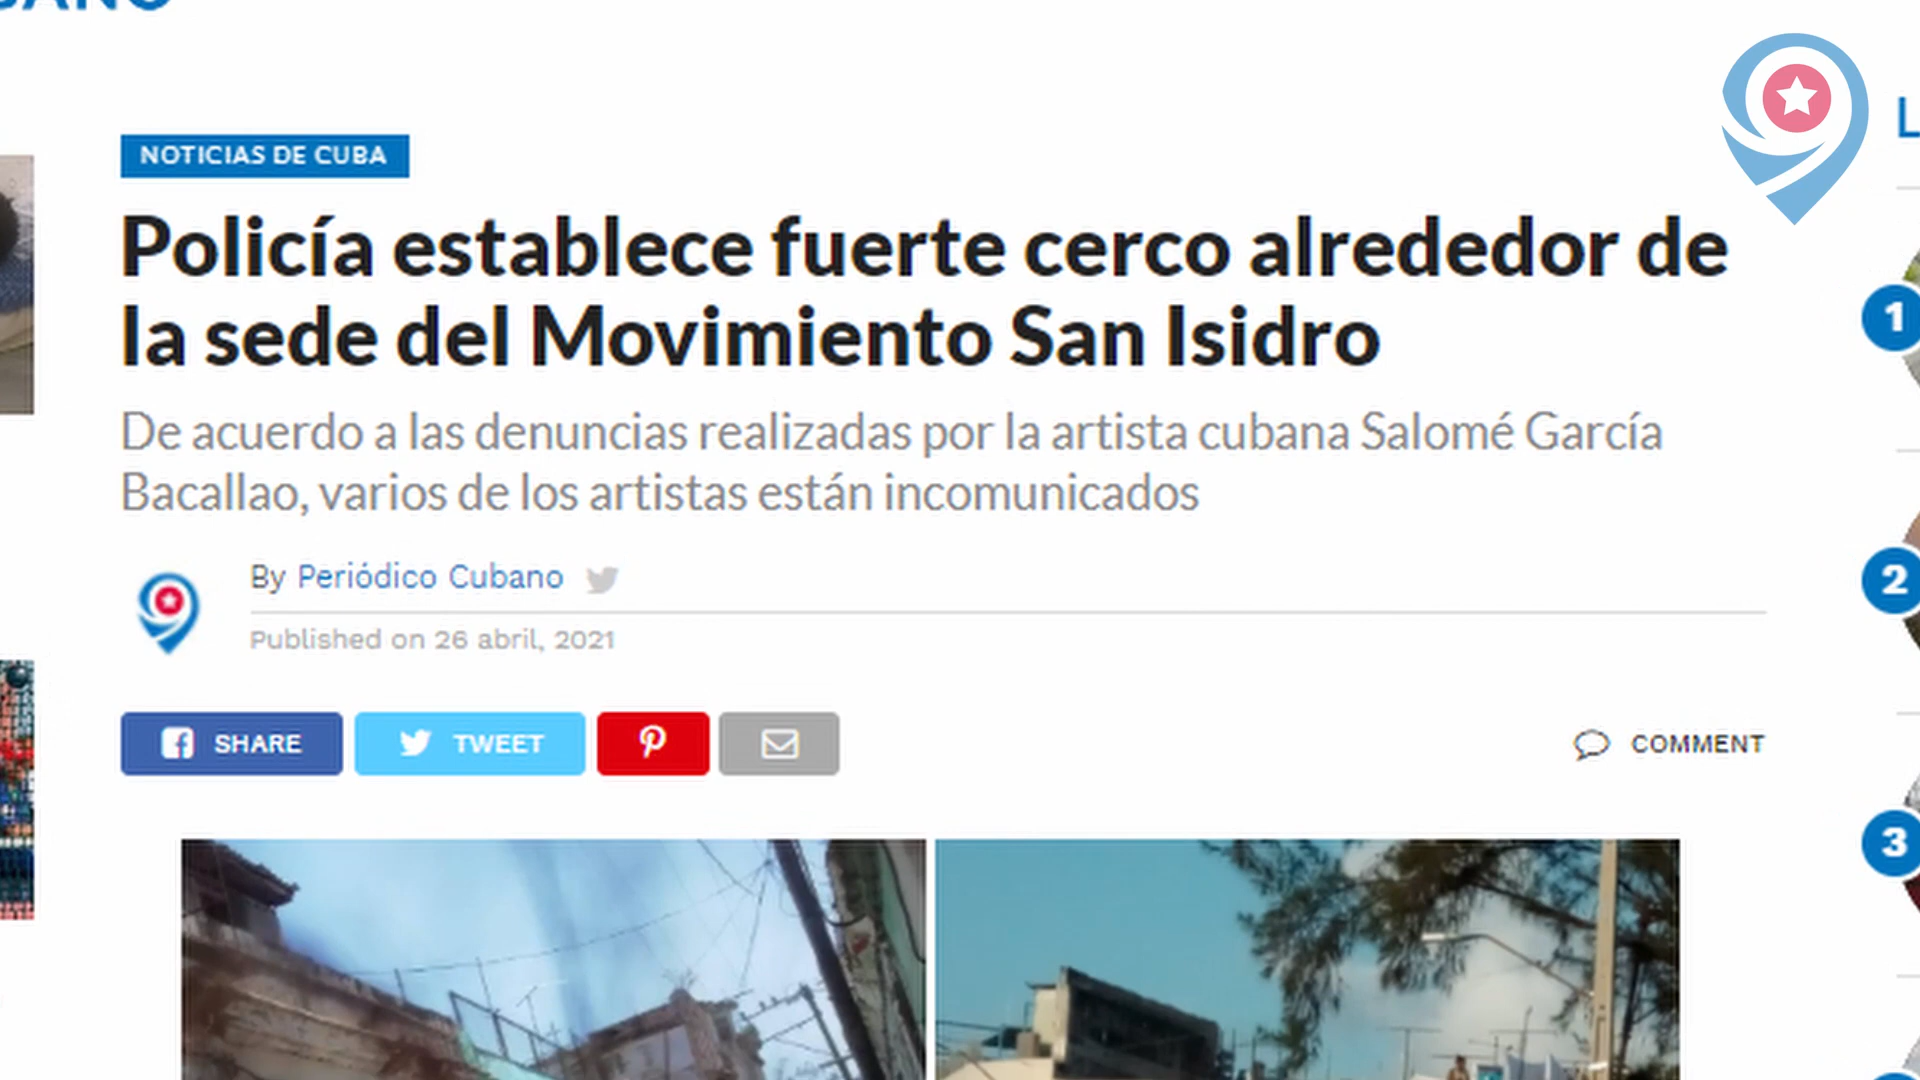 NOTICIAS DE CUBA
Policía establece fuerte cerco alrededor de
la sede del Movimiento San Isidro
De acuerdo a las denuncias realizadas por la artista cubana Salomé García
Bacallao, varios de los artistas están incomunicados
By Periódico Cubano
Published on 26 abril, 2021
SHARE
TWEET
COMMENT
1
2
3